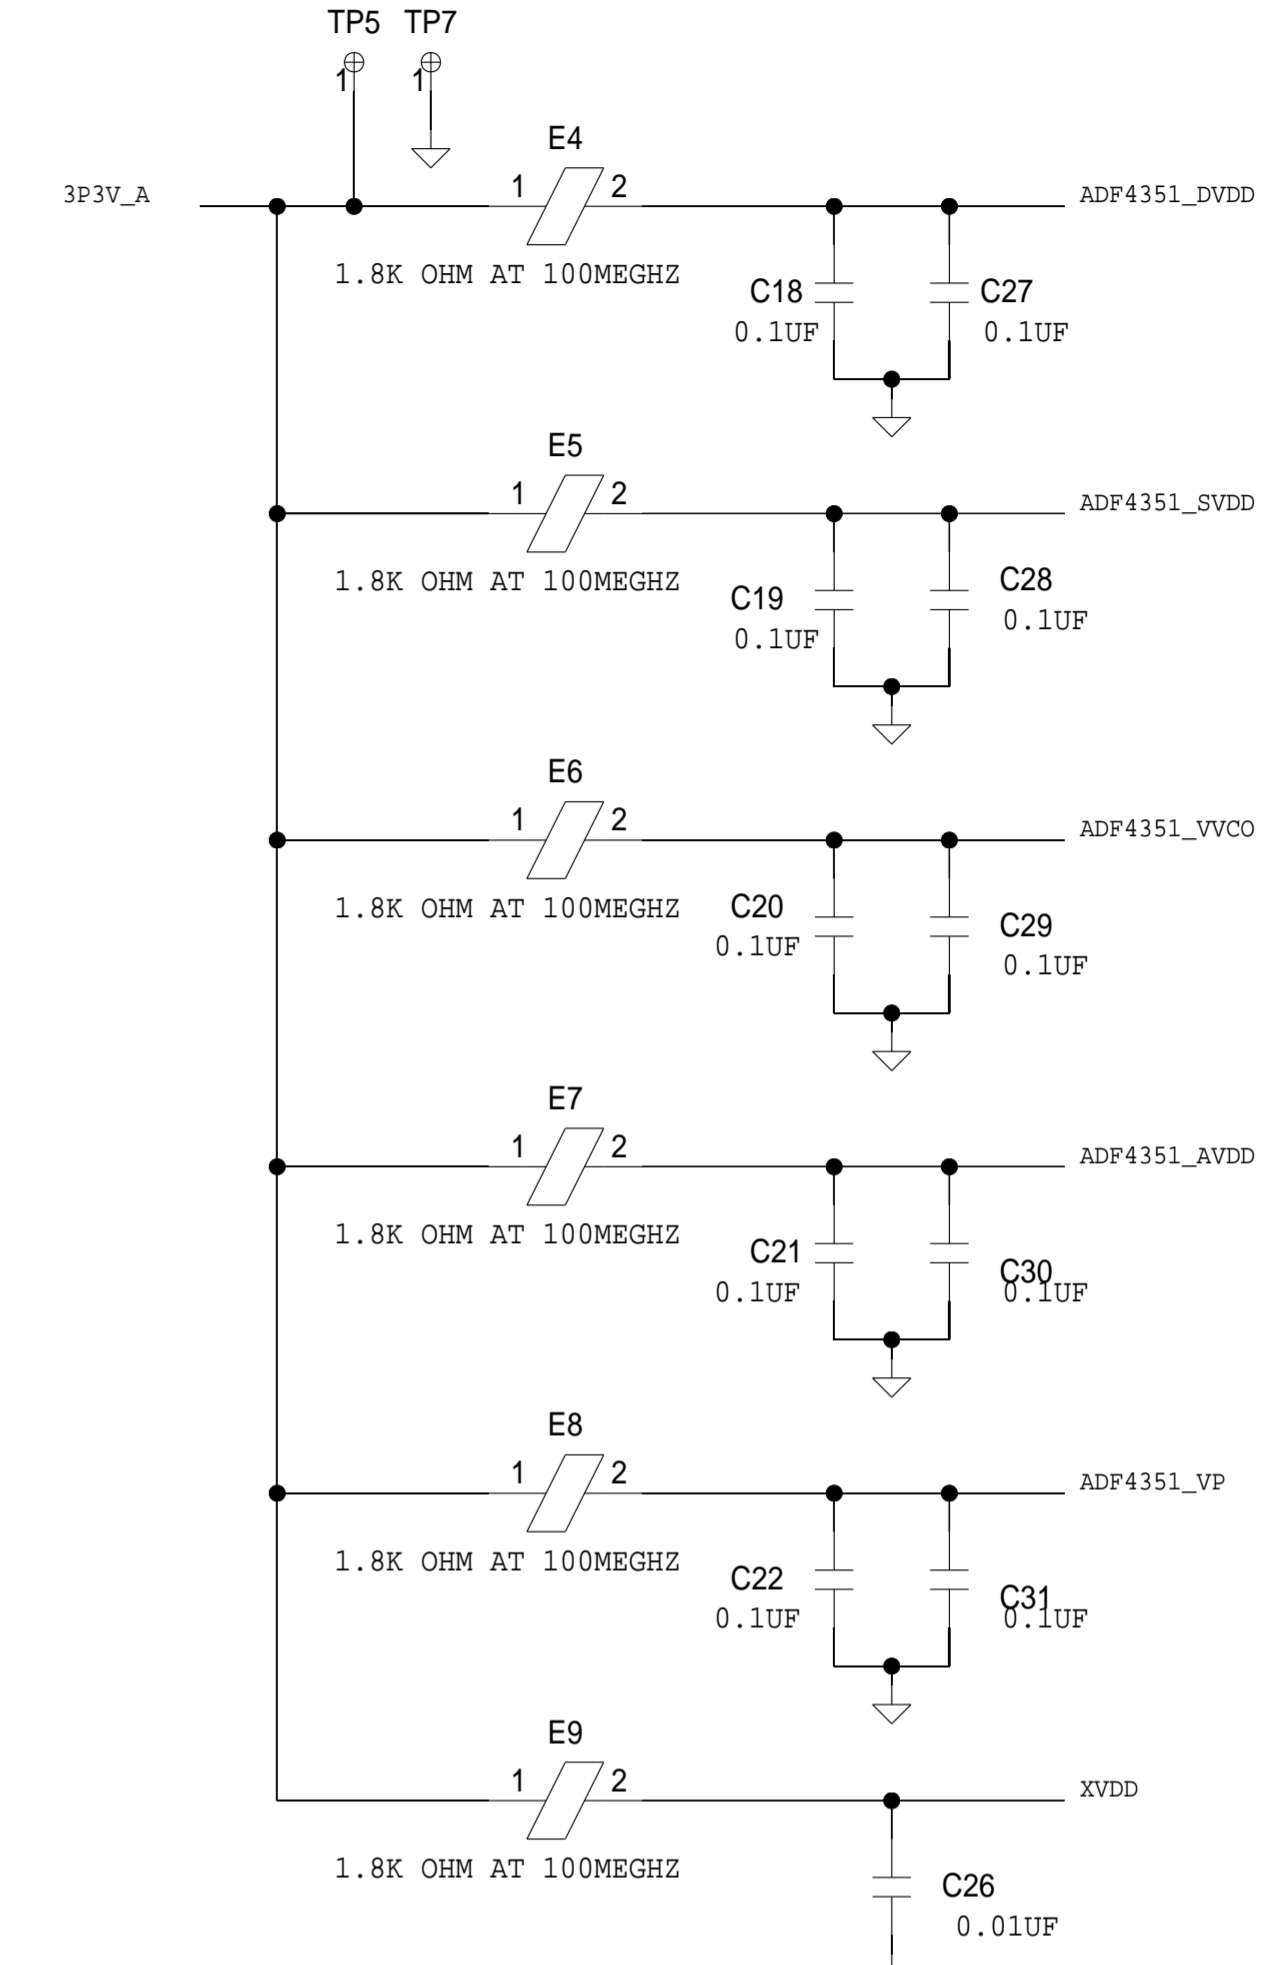 TP5 TP7
1 1
E4
3P3V_A 1 2 ADF4351_DVDD
1.8K OHM AT 100MEGHZ
C18 C27
0.1UF 0.1UF
E5
1 2 ADF4351_SVDD
1.8K OHM AT 100MEGHZ
C19 C28
0.1UF 0.1UF
E6
1 2 ADF4351_VVCO
1.8K OHM AT 100MEGHZ
C20 C29
0.1UF 0.1UF
E7
1 2 ADF4351_AVDD
1.8K OHM AT 100MEGHZ
C21 C30
0.1UF 0.1UF
E8
1 2 ADF4351_VP
1.8K OHM AT 100MEGHZ
C22 C31
0.1UF 0.1UF
E9
1 2 XVDD
1.8K OHM AT 100MEGHZ
C26
0.01UF